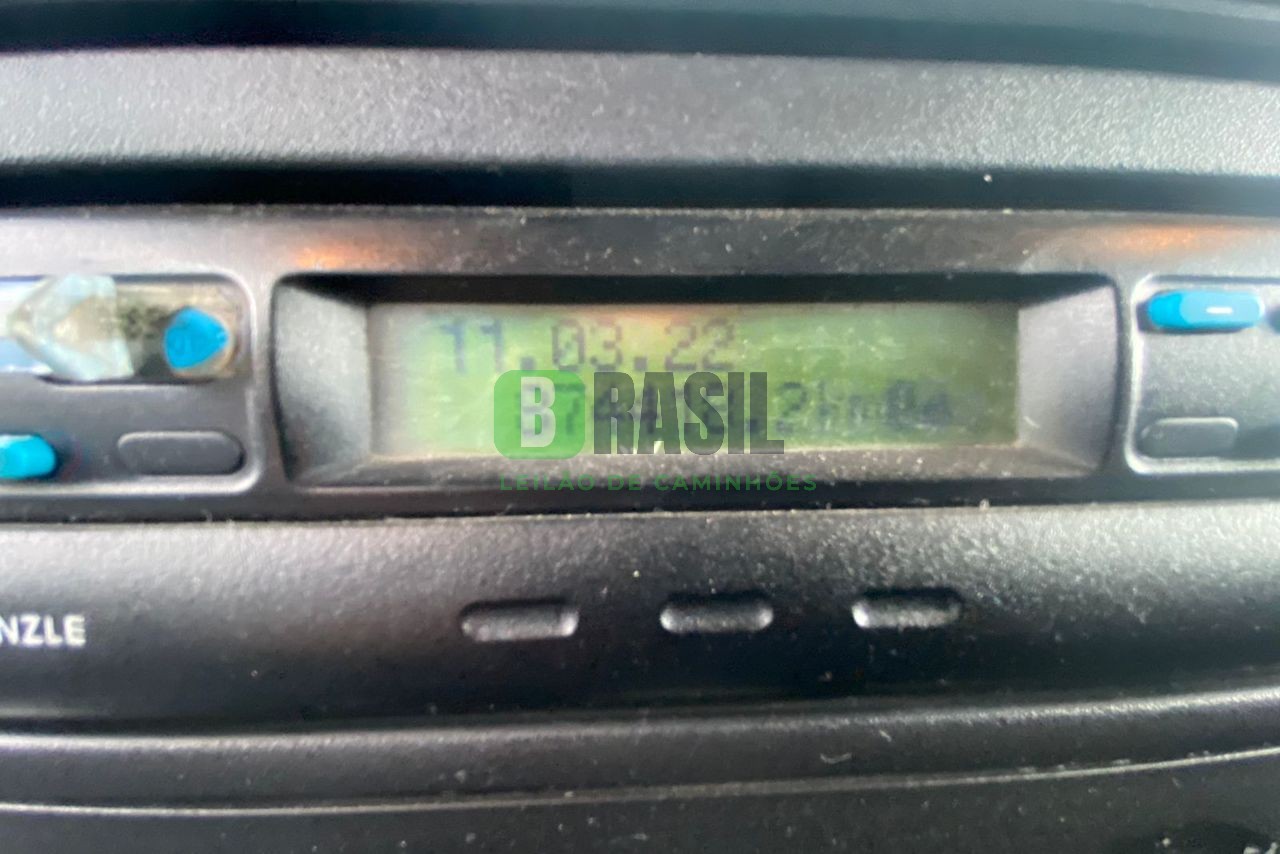 11.03.22
BRASIL
LEILÃO DE CAMINHÕES
NZLE